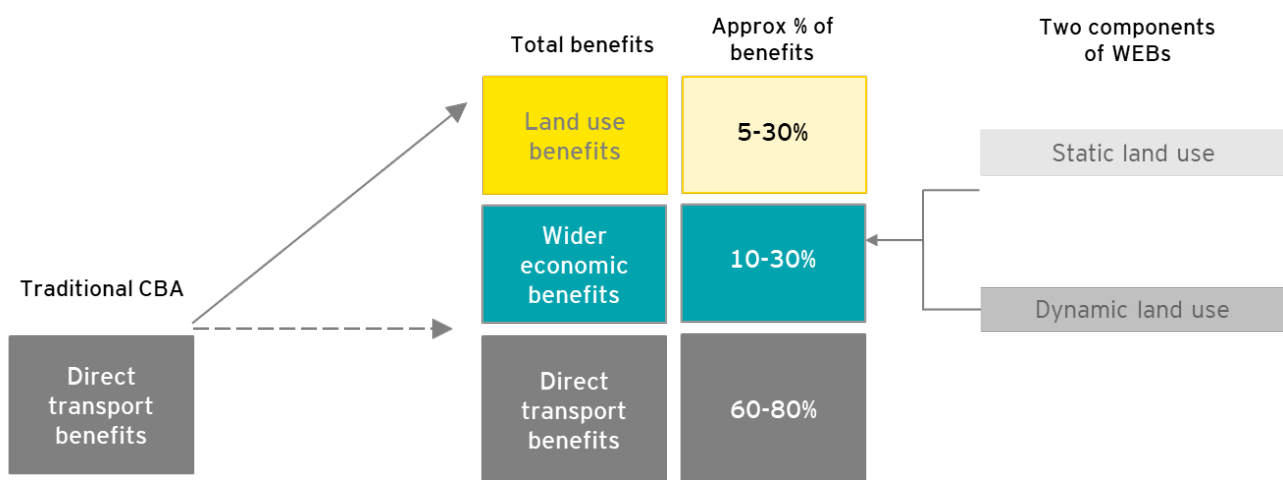 Total benefits
Approx % of
benefits
Two components
of WEBs
Land use
benefits
5-30%
Static land use
Wider
economic
benefits
10-30%
Traditional CBA
Dynamic land use
Direct
transport
benefits
Direct
transport
benefits
60-80%